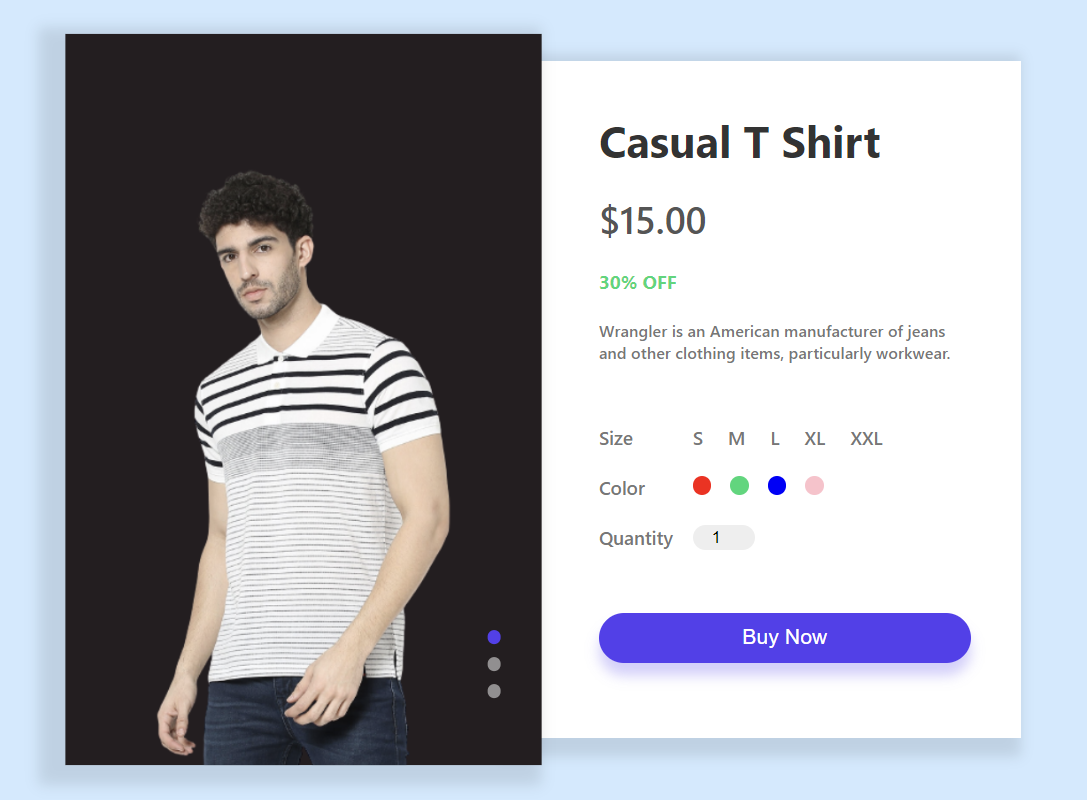 Casual T Shirt
$15.00
30% OFF
Wrangler is an American manufacturer of jeans
and other clothing items, particularly workwear.
Size S M L XL XXL
Color
Quantity 1
Buy Now